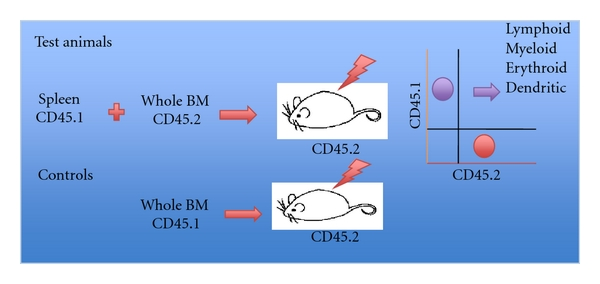 Test animals
Spleen
CD45.1
Whole BM
CD45.2
CD45.2
Controls
Whole BM
CD45.1
CD45.2
CD45.1
CD45.2
Lymphoid
Myeloid
Erythroid
Dendritic